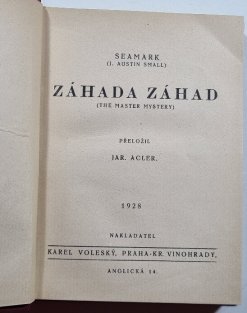 SEAMARK
(J. AUSTIN SMALL)
ZÁHADA ZÁHAD
(THE MASTER MYSTERY)
PŘELOŽIL
JAR. ACLER.
1928
NAKLADATEL
KAREL VOLESKÝ, PRAHA-KR. VINOHRADY,
ANGLICKÁ 14.